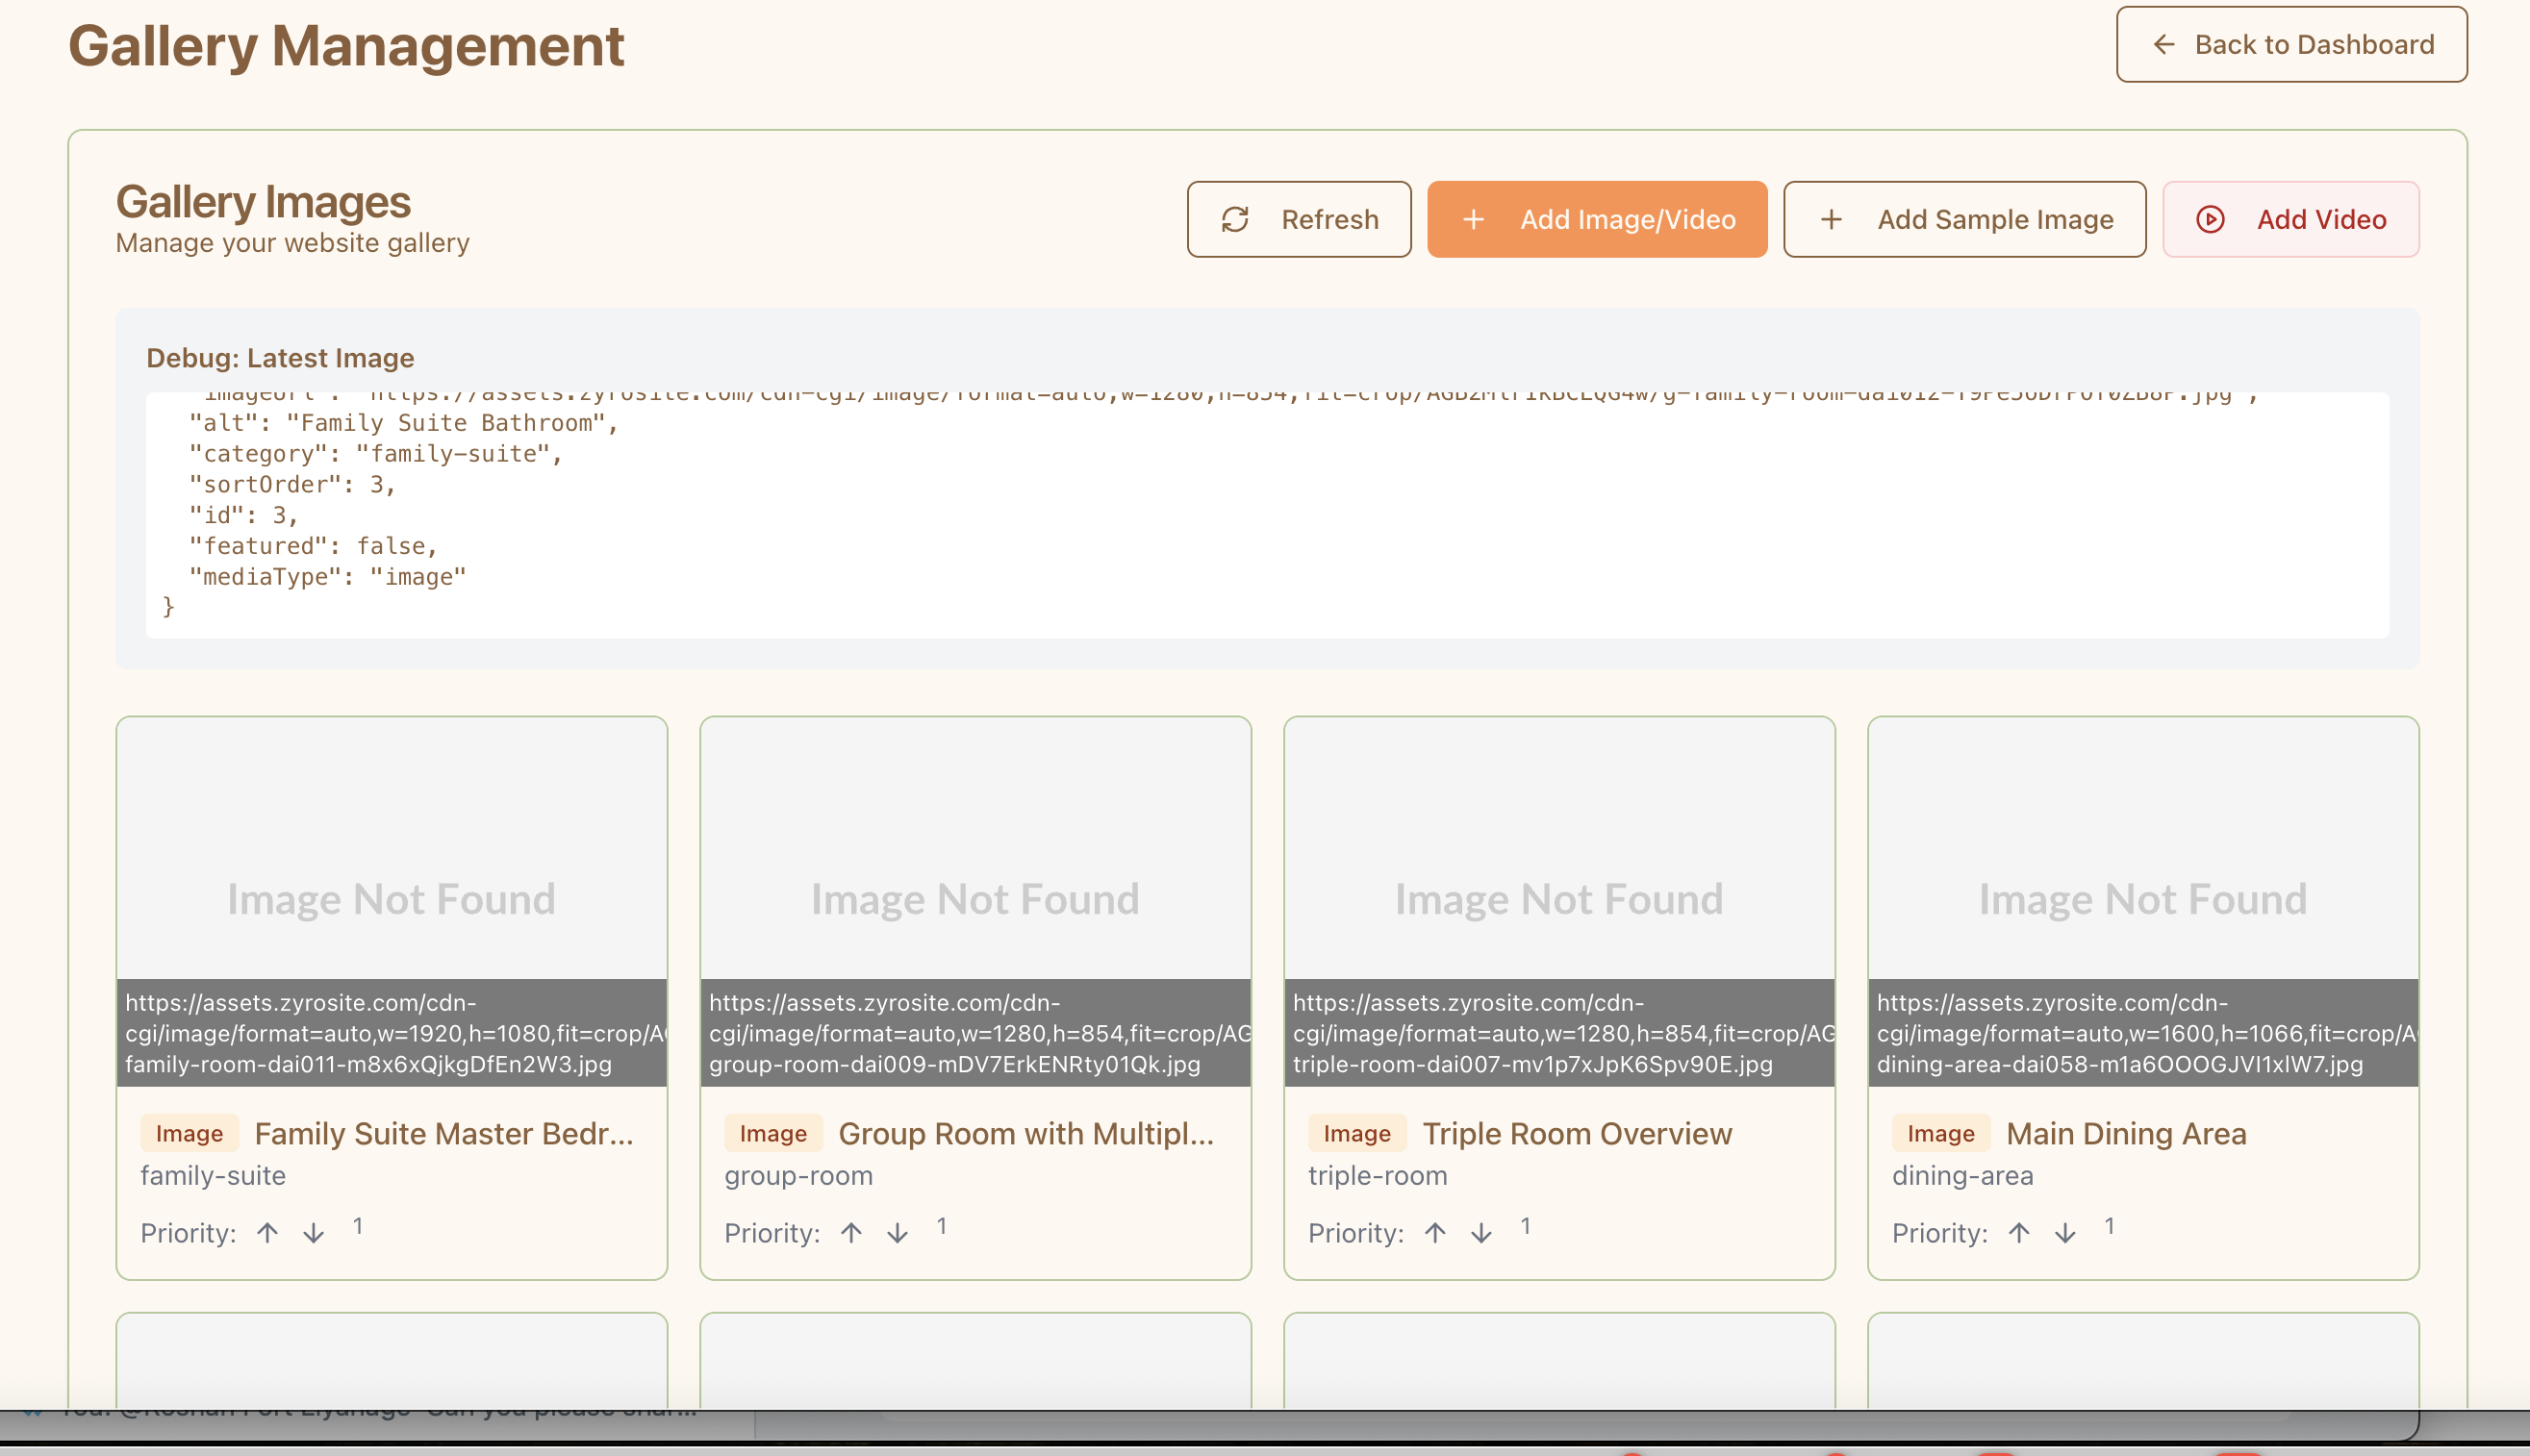 Gallery Management
Back to Dashboard
Gallery Images
Manage your website gallery
Refresh
Add Image/Video
Add Sample Image
Add Video
Debug: Latest Image
"alt": "Family Suite Bathroom",
"category": "family-suite",
"sortOrder": 3,
"id": 3,
"featured": false,
"mediaType": "image"
}
Image Not Found
https://assets.zyrosite.com/cdn-
cgi/image/format=auto,w=1920,h=1080,fit=crop/A
family-room-dai011-m8x6xQjkgDfEn2W3.jpg
Image Family Suite Master Bedr...
family-suite
Priority: ↑ ↓ 1
Image Not Found
https://assets.zyrosite.com/cdn-
cgi/image/format=auto,w=1280,h=854,fit=crop/AG
group-room-dai009-mDV7ErkENRty01Qk.jpg
Image Group Room with Multipl...
group-room
Priority: ↑ ↓ 1
Image Not Found
https://assets.zyrosite.com/cdn-
cgi/image/format=auto,w=1280,h=854,fit=crop/AG
triple-room-dai007-mv1p7xJpK6Spv90E.jpg
Image Triple Room Overview
triple-room
Priority: ↑ ↓ 1
Image Not Found
https://assets.zyrosite.com/cdn-
cgi/image/format=auto,w=1600,h=1066,fit=crop/A
dining-area-dai058-m1a6OOOGJVI1xlW7.jpg
Image Main Dining Area
dining-area
Priority: ↑ ↓ 1